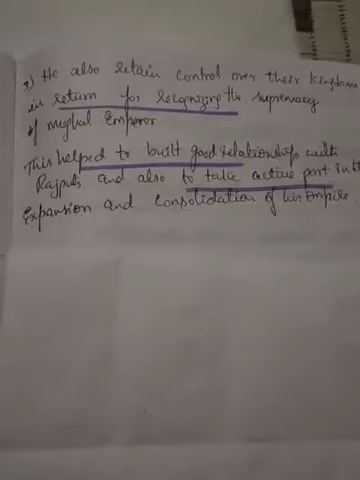 3) He also retain control over their kingdoms
in return for recognizing the supremacy
of mughal Emperor
This helped to built good relationship with
Rajputs and also to take active part in
Expansion and consolidation of his Empire.